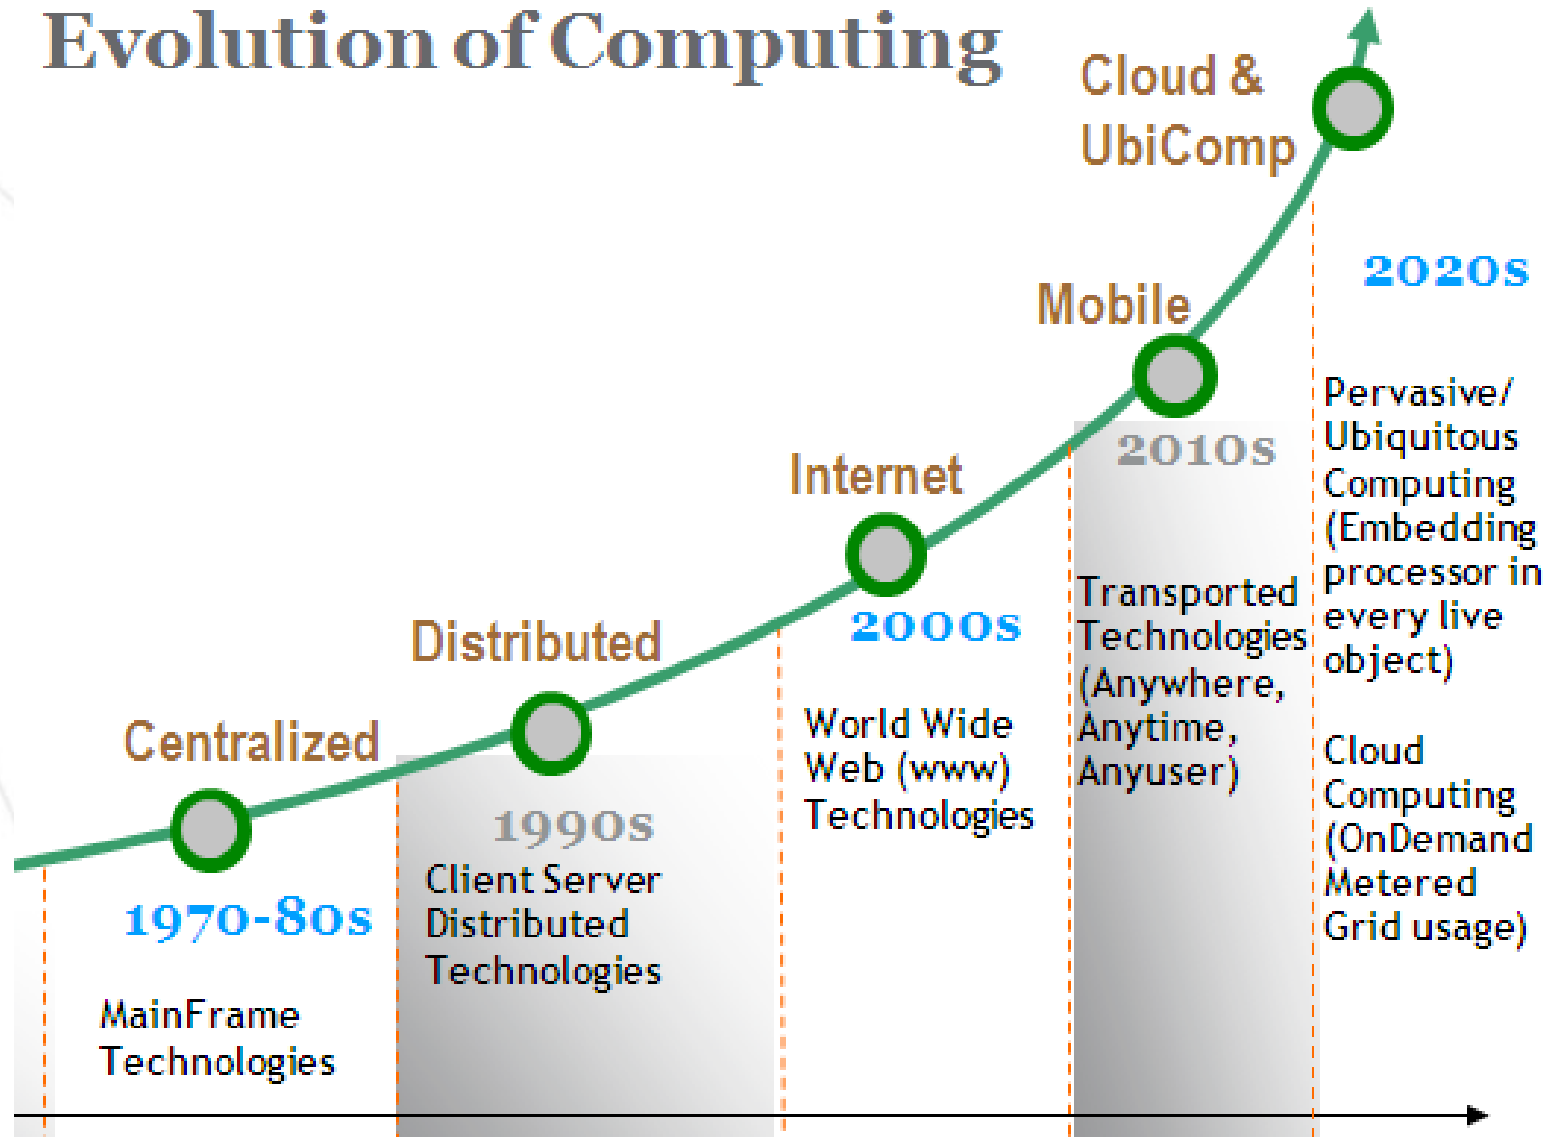 Evolution of Computing
Centralized
1970-80s
MainFrame
Technologies
Distributed
1990s
Client Server
Distributed
Technologies
Internet
2000s
World Wide
Web (www)
Technologies
Mobile
2010s
Transported
Technologies
(Anywhere,
Anytime,
Anyuser)
Cloud &
UbiComp
2020s
Pervasive/
Ubiquitous
Computing
(Embedding
processor in
every live
object)
Cloud
Computing
(OnDemand
Metered
Grid usage)